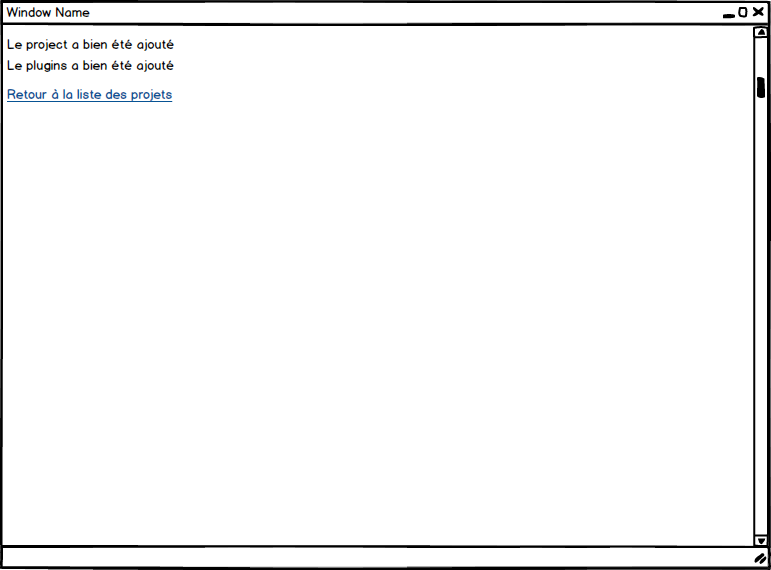 Window Name
Le project a bien été ajouté
Le plugins a bien été ajouté
Retour à la liste des projets